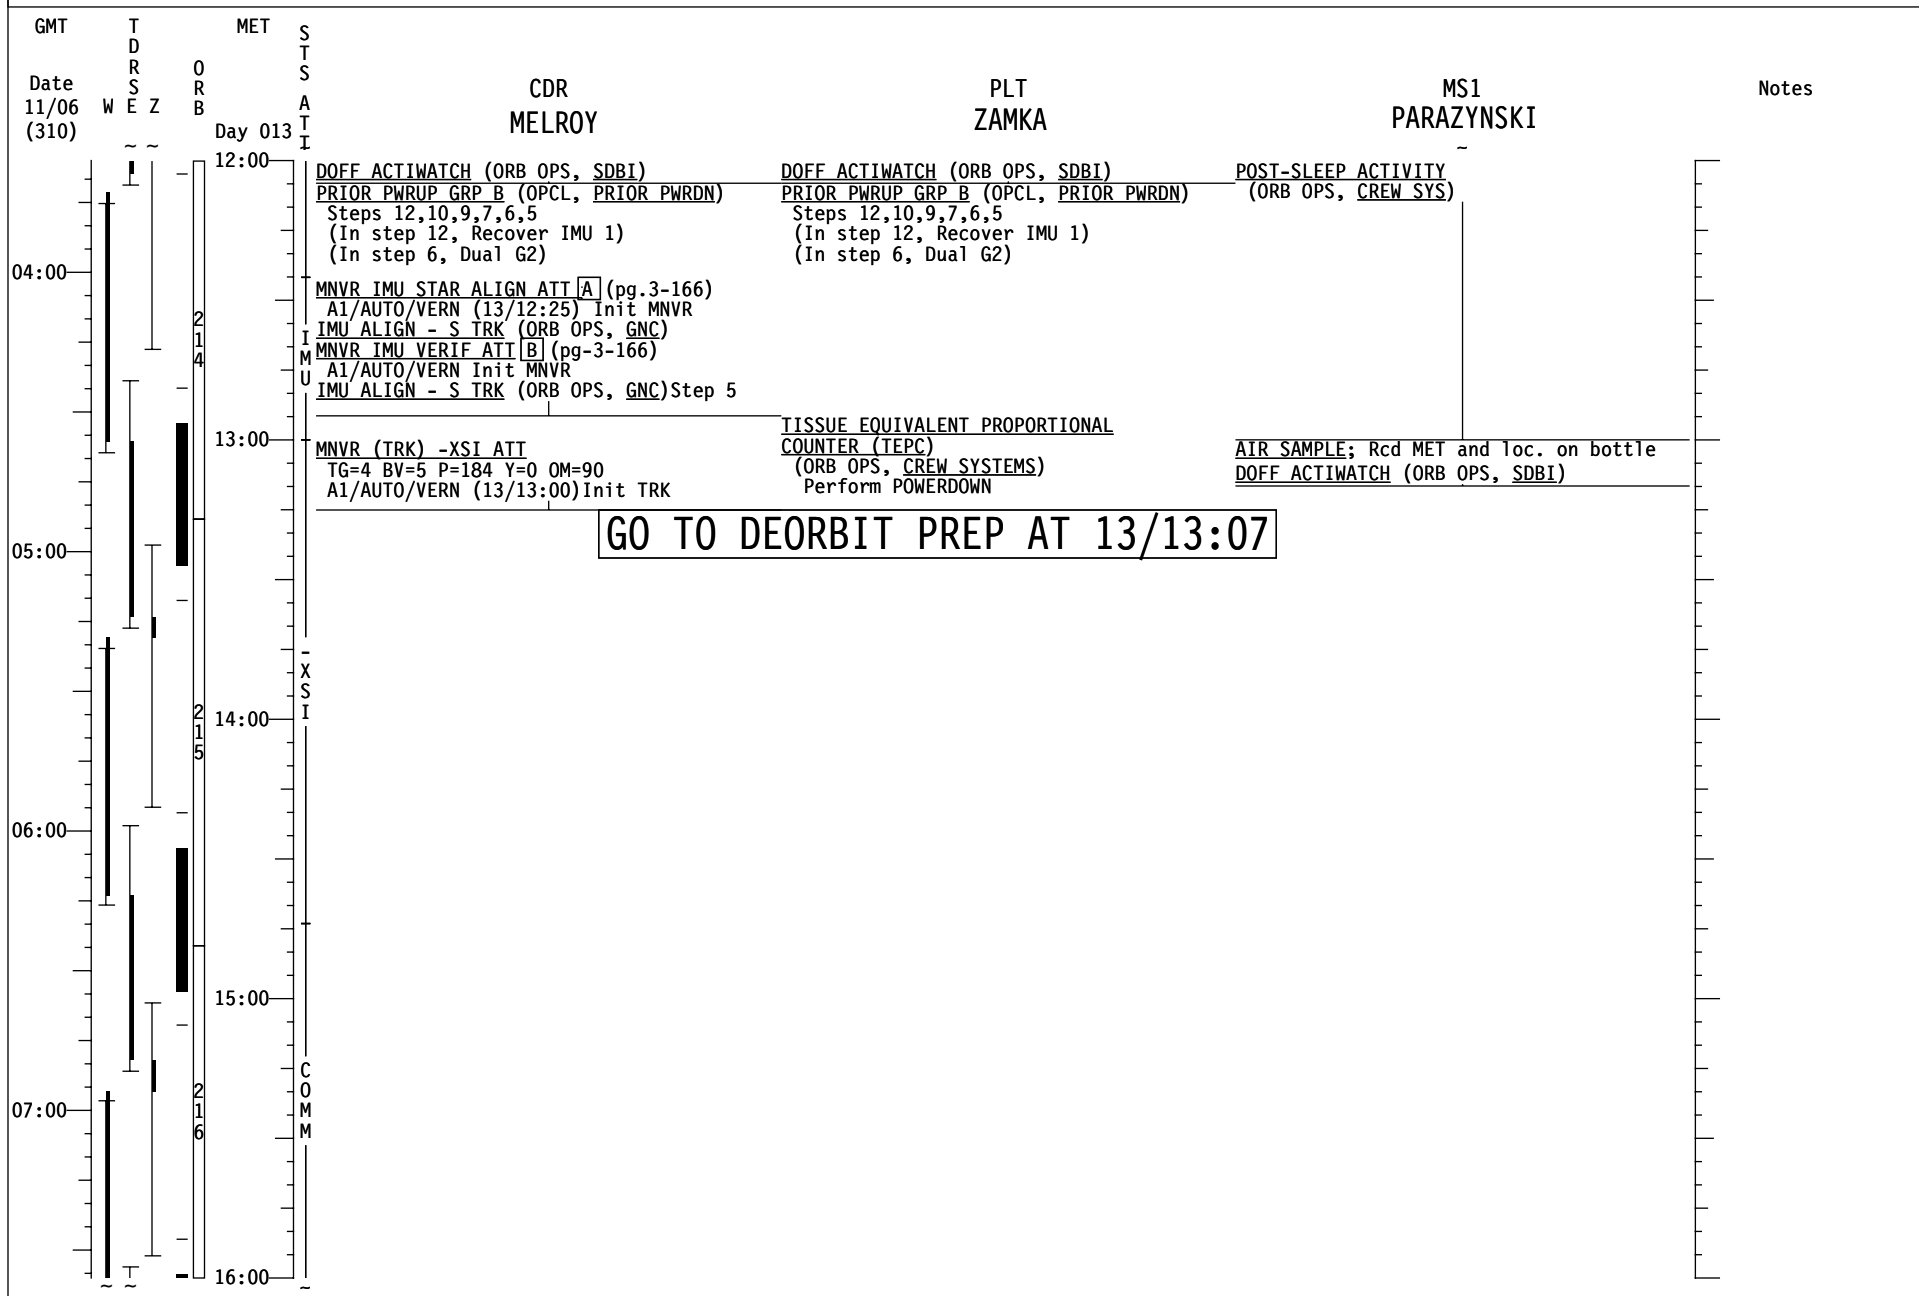 GMT
TDRS
MET
STS ATT
ORB
Date
11/06
(310)
W E Z
Day 013
CDR
MELROY
PLT
ZAMKA
MS1
PARAZYNSKI
Notes
~ ~
~
12:00
DOFF ACTIWATCH (ORB OPS, SDBI)
PRIOR PWRUP GRP B (OPCL, PRIOR PWRDN)
Steps 12,10,9,7,6,5
(In step 12, Recover IMU 1)
(In step 6, Dual G2)
MNVR IMU STAR ALIGN ATT A (pg.3-166)
A1/AUTO/VERN (13/12:25) Init MNVR
IMU ALIGN - S TRK (ORB OPS, GNC)
MNVR IMU VERIF ATT B (pg-3-166)
A1/AUTO/VERN Init MNVR
IMU ALIGN - S TRK (ORB OPS, GNC)Step 5
MNVR (TRK) -XSI ATT
TG=4 BV=5 P=184 Y=0 OM=90
A1/AUTO/VERN (13/13:00)Init TRK
DOFF ACTIWATCH (ORB OPS, SDBI)
PRIOR PWRUP GRP B (OPCL, PRIOR PWRDN)
Steps 12,10,9,7,6,5
(In step 12, Recover IMU 1)
(In step 6, Dual G2)
TISSUE EQUIVALENT PROPORTIONAL
COUNTER (TEPC)
(ORB OPS, CREW SYSTEMS)
Perform POWERDOWN
POST-SLEEP ACTIVITY
(ORB OPS, CREW SYS)
AIR SAMPLE; Rcd MET and loc. on bottle
DOFF ACTIWATCH (ORB OPS, SDBI)
GO TO DEORBIT PREP AT 13/13:07
04:00
214
IMU
13:00
05:00
-XSI
215
14:00
06:00
15:00
COMM
216
07:00
16:00
~ ~
~